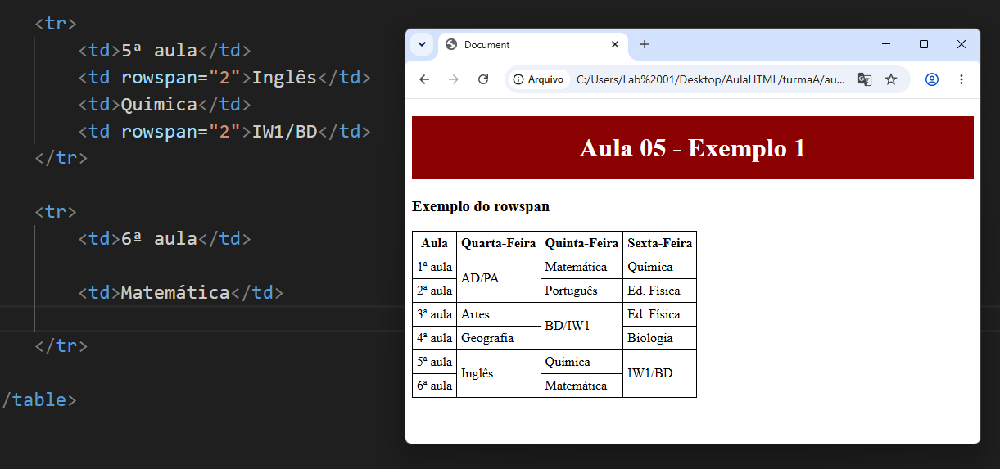 <tr>
<td>5ª aula</td>
<td rowspan="2">Inglês</td>
<td>Quimica</td>
<td rowspan="2">IW1/BD</td>
</tr>
<tr>
<td>6ª aula</td>
<td>Matemática</td>
</tr>
/table>
Document
Arquivo C:/Users/Lab%2001/Desktop/AulaHTML/turmaA/au...
Aula 05 - Exemplo 1
Exemplo do rowspan
Aula Quarta-Feira Quinta-Feira Sexta-Feira
1ª aula AD/PA Matemática Química
2ª aula Português Ed. Física
3ª aula Artes BD/IW1 Ed. Física
4ª aula Geografia Biologia
5ª aula Inglês Quimica IW1/BD
6ª aula Matemática